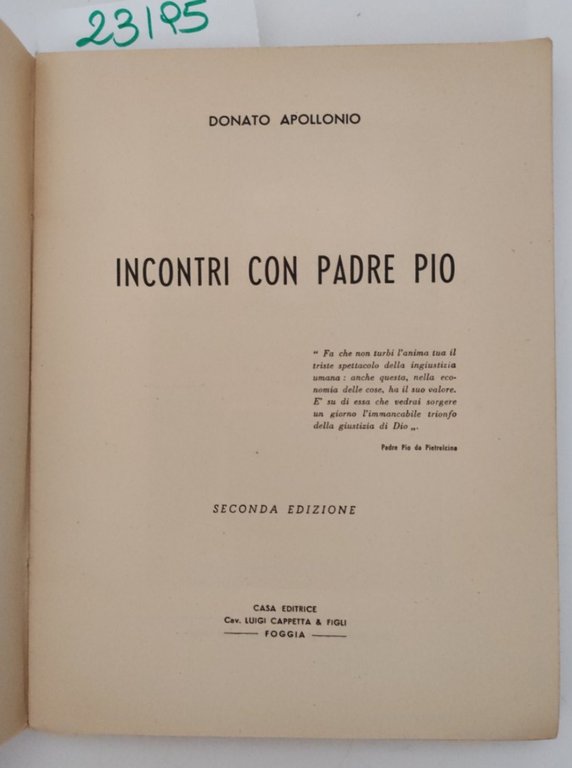 23195
DONATO APOLLONIO
INCONTRI CON PADRE PIO
" Fa che non turbi l'anima tua il
triste spettacolo della ingiustizia
umana : anche questa, nella eco-
nomia delle cose, ha il suo valore.
E' su di essa che vedrai sorgere
un giorno l'immancabile trionfo
della giustizia di Dio „.
Padre Pio da Pietrelcina
SECONDA EDIZIONE
CASA EDITRICE
Cav. LUIGI CAPPETTA & FIGLI
FOGGIA